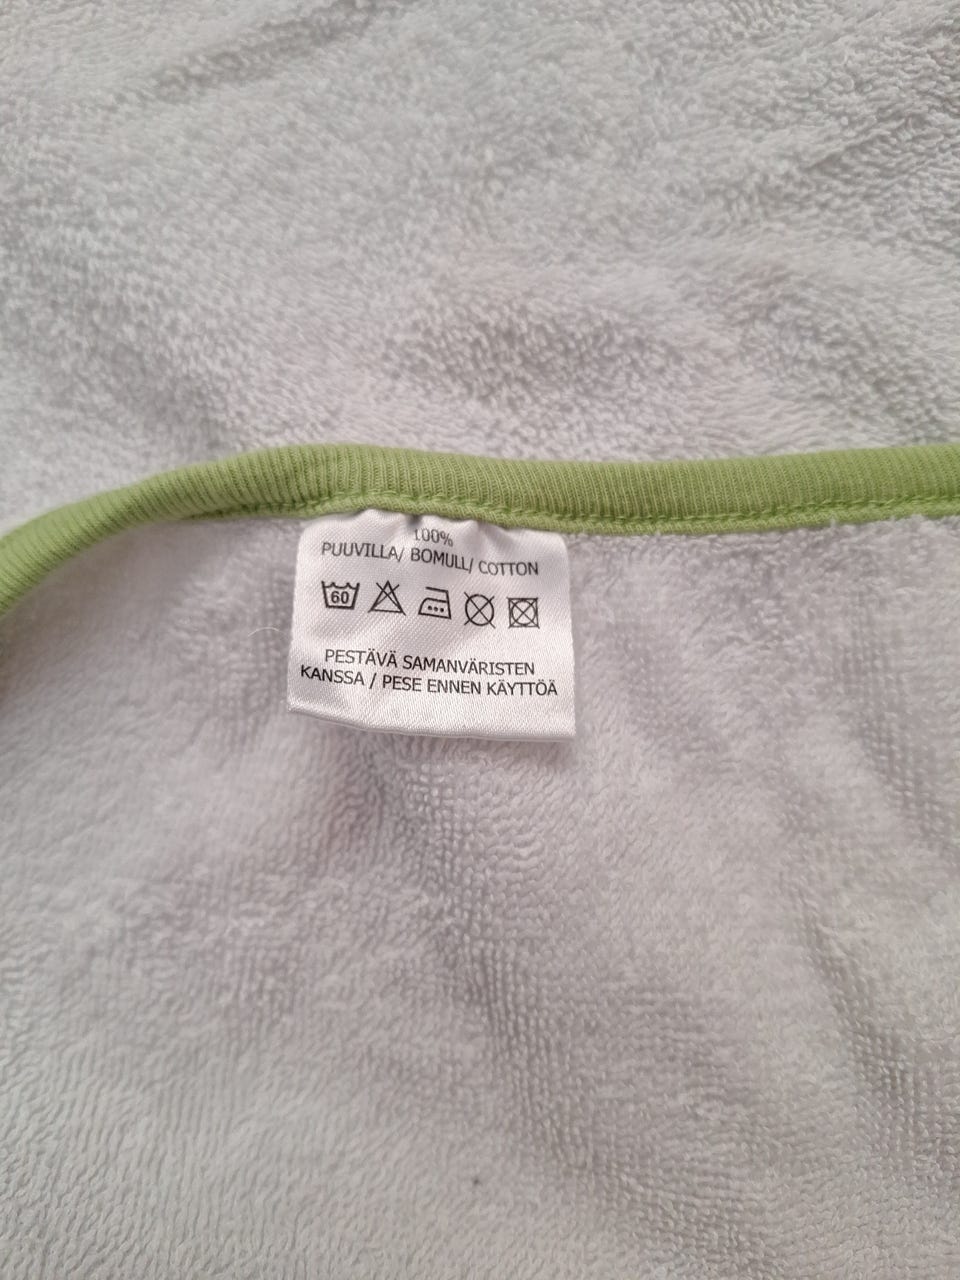 100%
PUUVILLA/ BOMULL/ COTTON
60
PESTÄVÄ SAMANVÄRISTEN
KANSSA / PESE ENNEN KÄYTTÖÄ